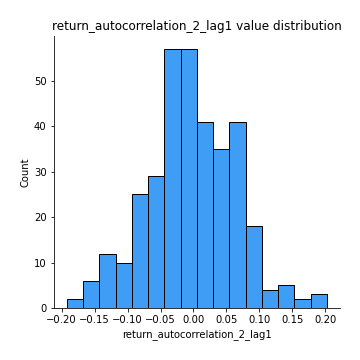 return_autocorrelation_2_lag1 value distribution
50
40
30
20
10
0
Count
−0.20 −0.15 −0.10 −0.05 0.00 0.05 0.10 0.15 0.20
return_autocorrelation_2_lag1